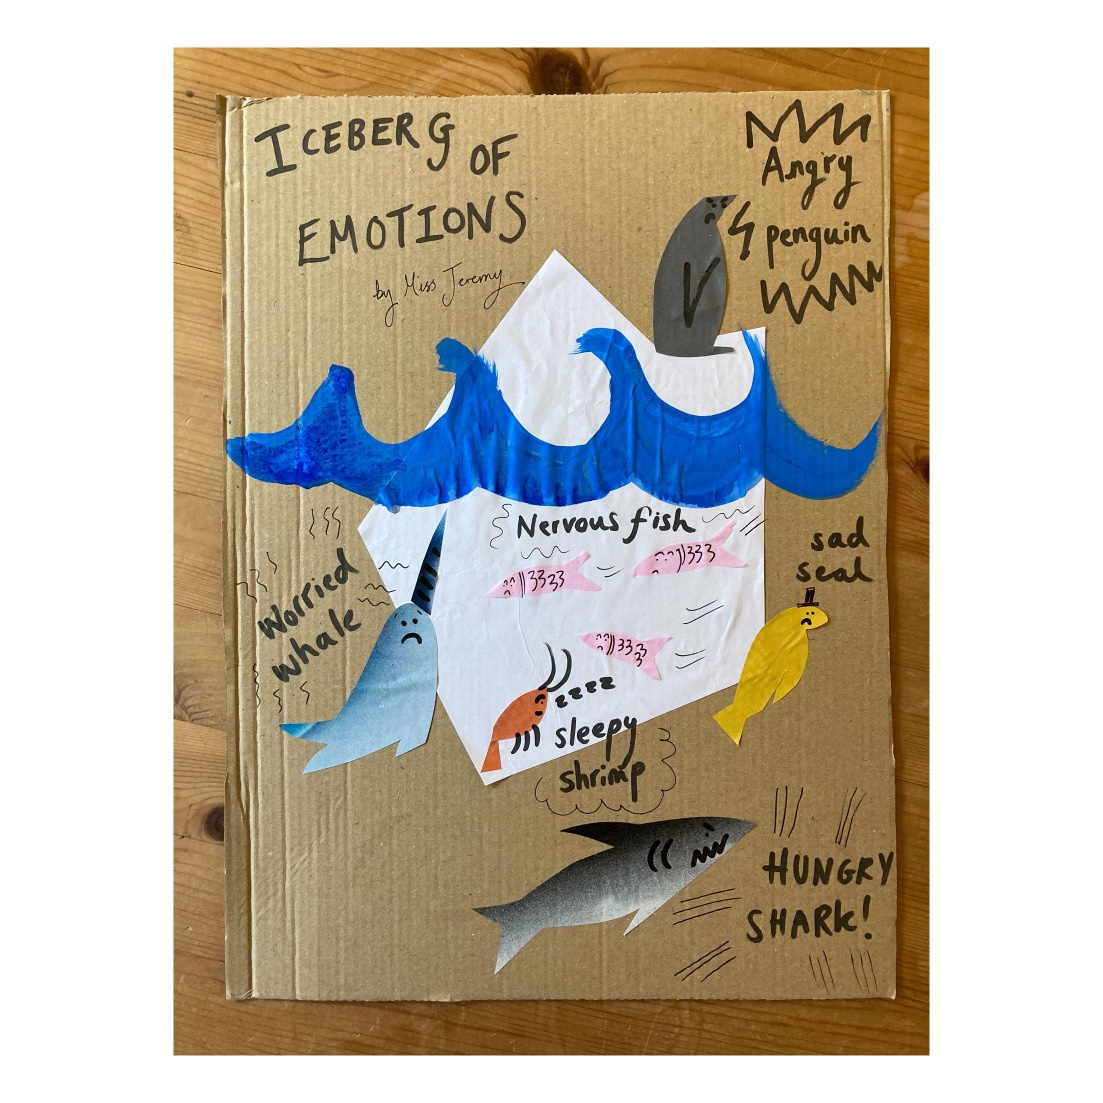 ICEBERG OF
EMOTIONS
by Miss Jeremy
Angry
penguin
Nervous fish
sad
seal
Worried
whale
zzzz
sleepy
shrimp
HUNGRY
SHARK!